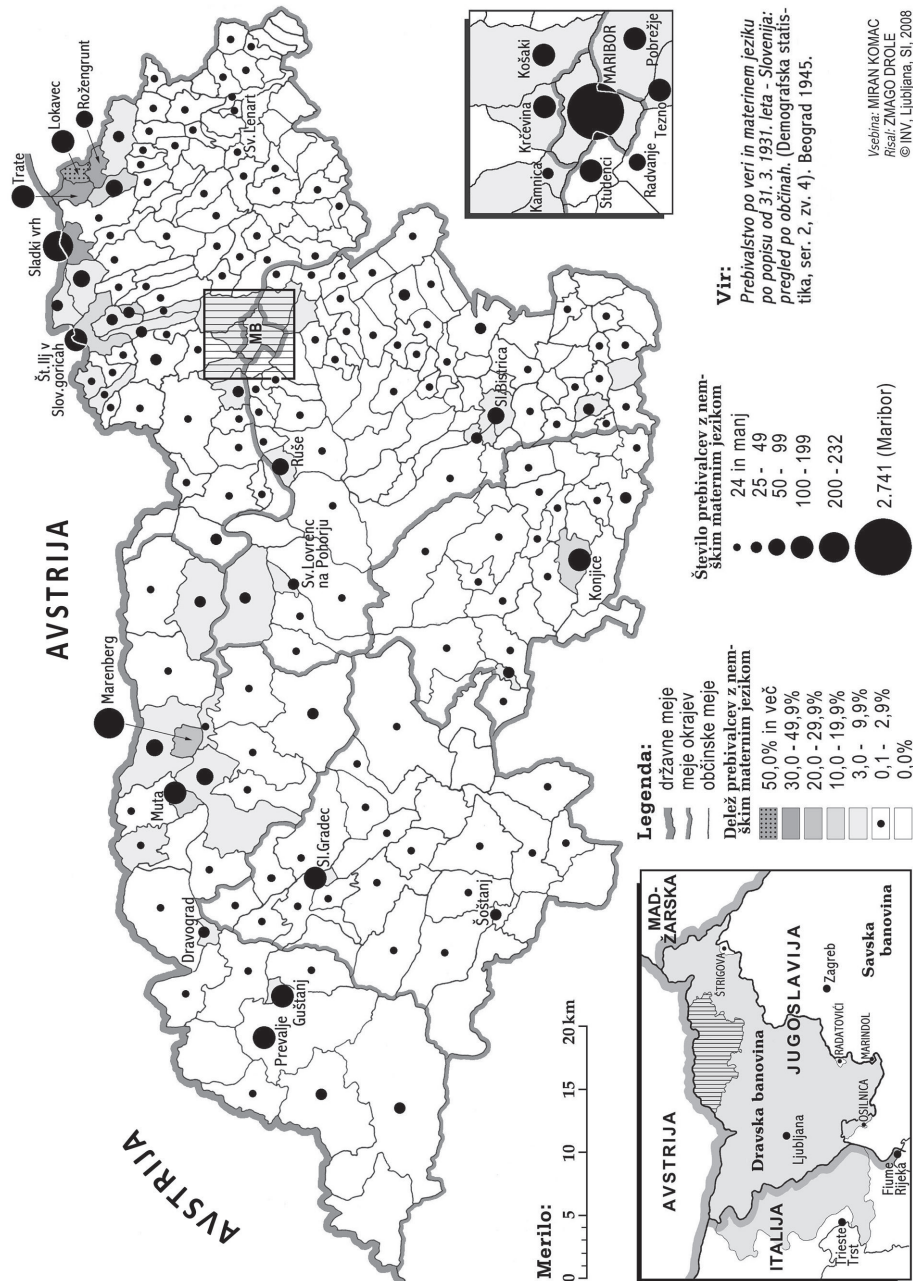 AVSTRIJA
AVSTRIJA
Trate
Lokavec
Rožengrunt
Sladki vrh
Št. Ilj v
Slov.goricah
Sv.Lenart
MB
Ruše
Sv.Lovrenc
na Pohorju
Sl.Bistrica
Konjice
Marenberg
Muta
Sl.Gradec
Dravograd
Šoštanj
Guštanj
Prevalje
Kamnica
Krčevina
Košaki
MARIBOR
Studenci
Pobrežje
Radvanje
Tezno
Merilo:
0 5 10 15 20 km
AVSTRIJA
MAD-
ŽARSKA
ITALIJA
Dravska banovina
JUGOSLAVIJA
Savska
banovina
ŠTRIGOVA
Ljubljana
Zagreb
RADATOVIĆI
MARINDOL
OSILNICA
Trieste
Trst
Fiume
Rijeka
Legenda:
državne meje
meje okrajev
občinske meje
Delež prebivalcev z nem-
škim maternim jezikom
50,0% in več
30,0 - 49,9%
20,0 - 29,9%
10,0 - 19,9%
3,0 - 9,9%
0,1 - 2,9%
0,0%
Število prebivalcev z nem-
škim maternim jezikom
24 in manj
25 - 49
50 - 99
100 - 199
200 - 232
2.741 (Maribor)
Vir:
Prebivalstvo po veri in maternem jeziku
po popisu od 31. 3. 1931. leta - Slovenija:
pregled po občinah. (Demografska statis-
tika, ser. 2, zv. 4). Beograd 1945.
Vsebina: MIRAN KOMAC
Risal: ZMAGO DROLE
© INV, Ljubljana, SI, 2008